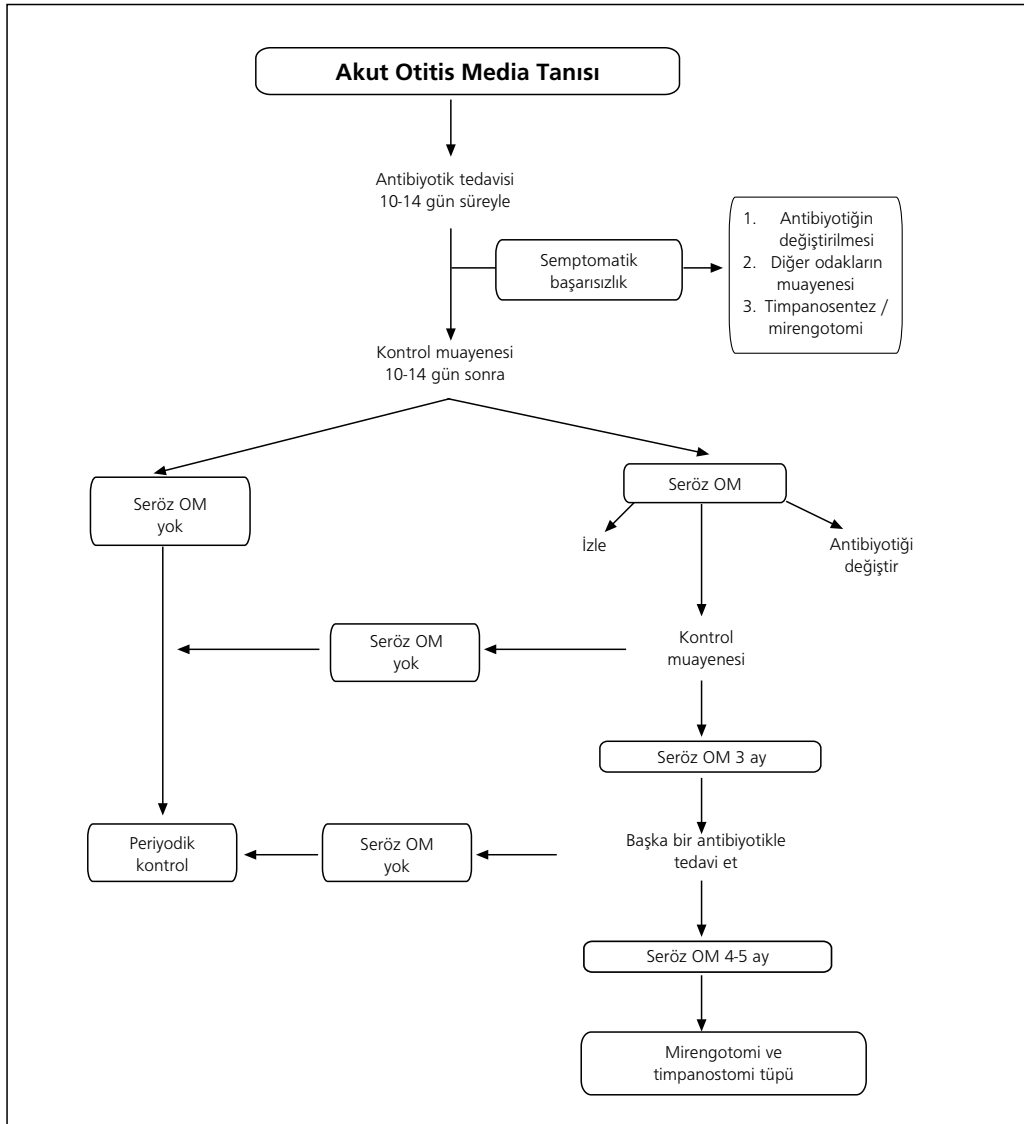 Akut Otitis Media Tanısı
Antibiyotik tedavisi
10-14 gün süreyle
Semptomatik
başarısızlık
1. Antibiyotiğin
değiştirilmesi
2. Diğer odakların
muayenesi
3. Timpanosentez /
mirengotomi
Kontrol muayenesi
10-14 gün sonra
Seröz OM
yok
Seröz OM
İzle
Antibiyotiği
değiştir
Seröz OM
yok
Kontrol
muayenesi
Seröz OM 3 ay
Periyodik
kontrol
Seröz OM
yok
Başka bir antibiyotikle
tedavi et
Seröz OM 4-5 ay
Mirengotomi ve
timpanostomi tüpü